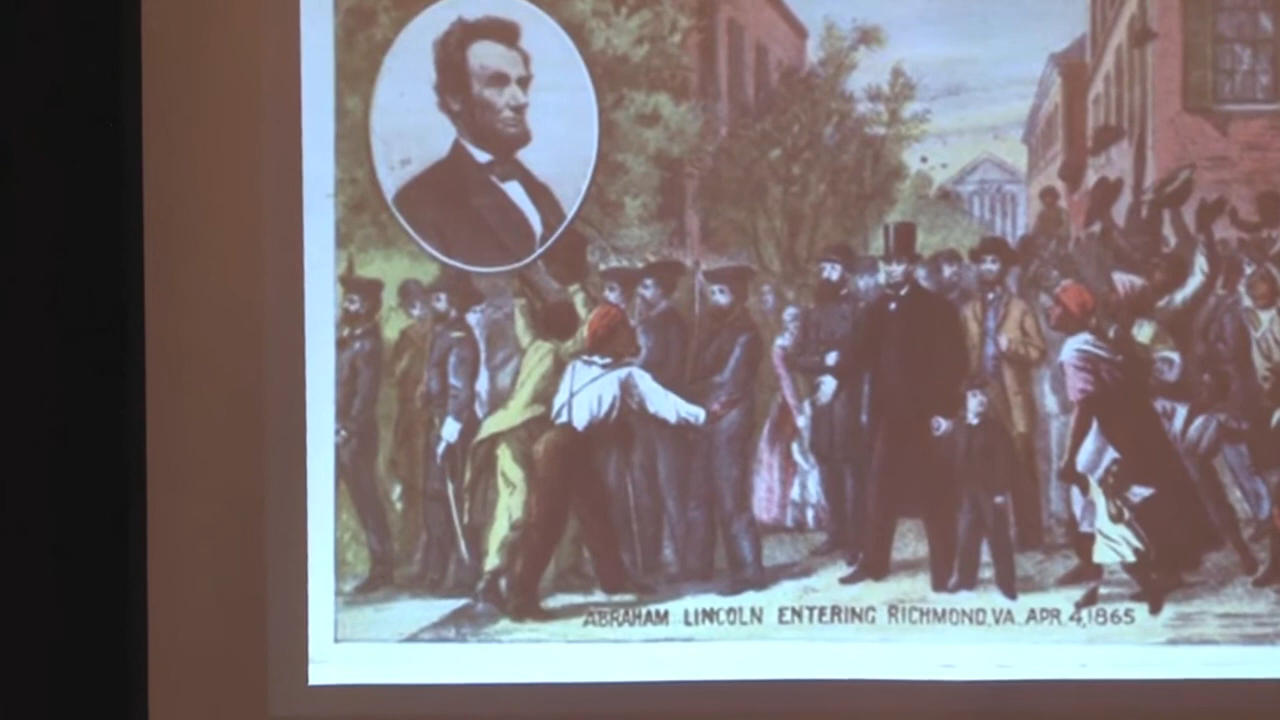 ABRAHAM LINCOLN ENTERING RICHMOND, VA. APR. 4, 1865